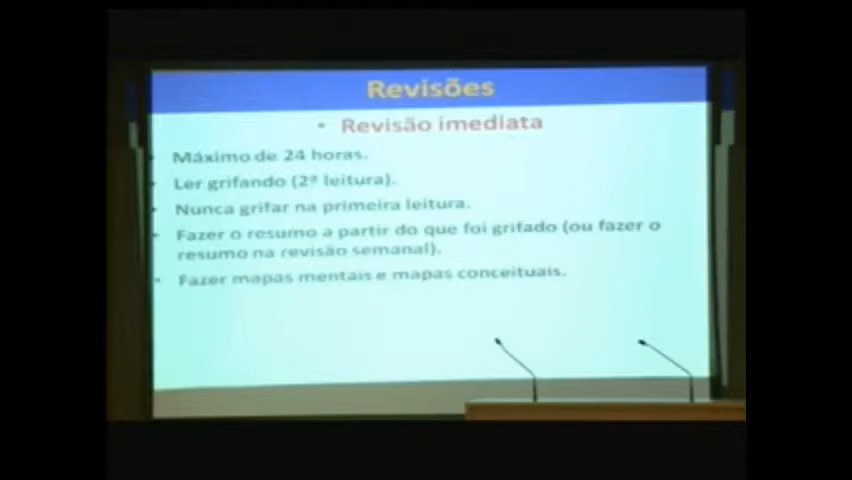 Revisões
• Revisão imediata
• Máximo de 24 horas.
• Ler grifando (2ª leitura).
• Nunca grifar na primeira leitura.
• Fazer o resumo a partir do que foi grifado (ou fazer o
resumo na revisão semanal).
• Fazer mapas mentais e mapas conceituais.